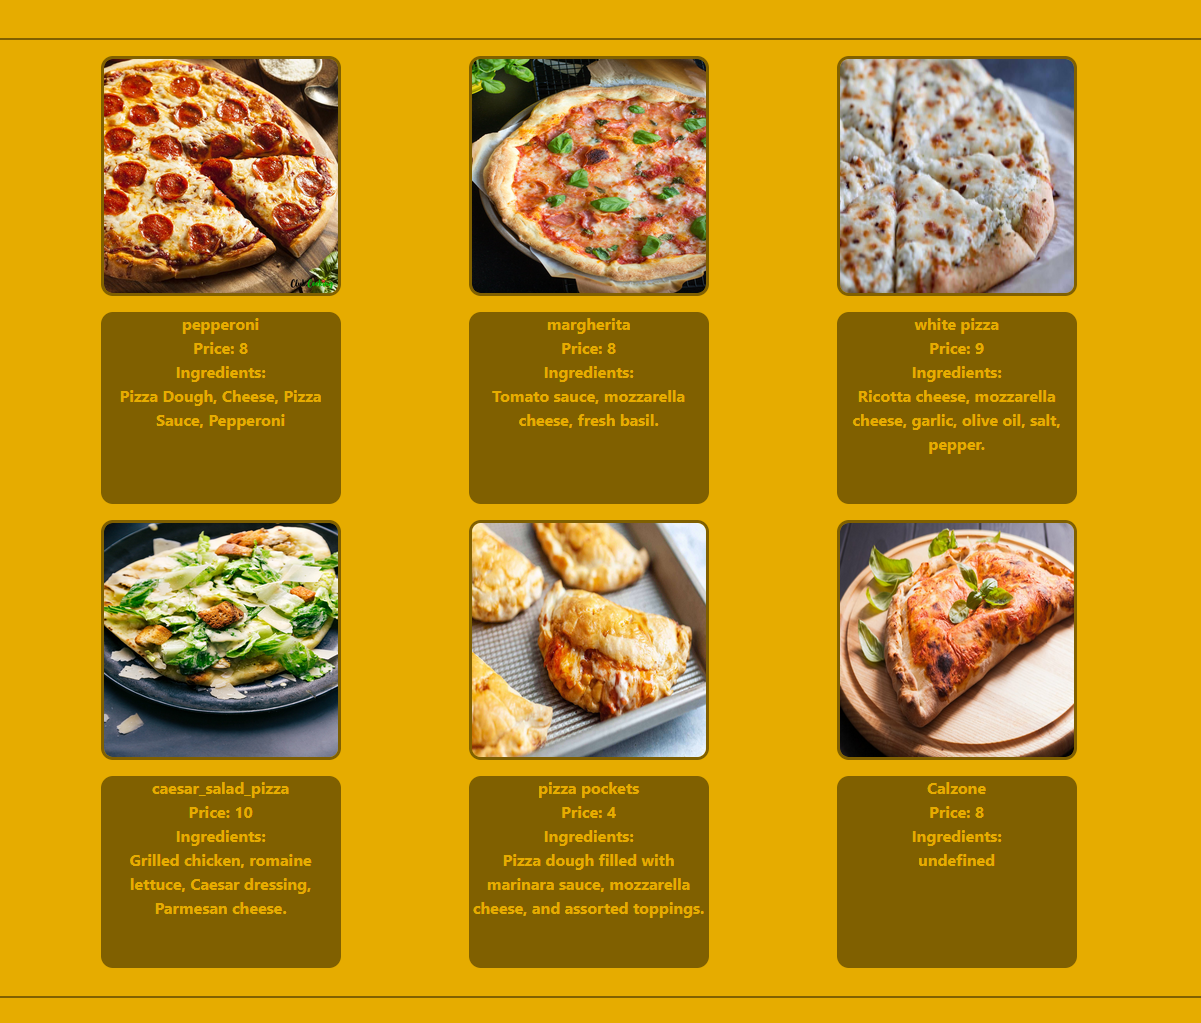 pepperoni
Price: 8
Ingredients:
Pizza Dough, Cheese, Pizza
Sauce, Pepperoni
margherita
Price: 8
Ingredients:
Tomato sauce, mozzarella
cheese, fresh basil.
white pizza
Price: 9
Ingredients:
Ricotta cheese, mozzarella
cheese, garlic, olive oil, salt,
pepper.
caesar_salad_pizza
Price: 10
Ingredients:
Grilled chicken, romaine
lettuce, Caesar dressing,
Parmesan cheese.
pizza pockets
Price: 4
Ingredients:
Pizza dough filled with
marinara sauce, mozzarella
cheese, and assorted toppings.
Calzone
Price: 8
Ingredients:
undefined